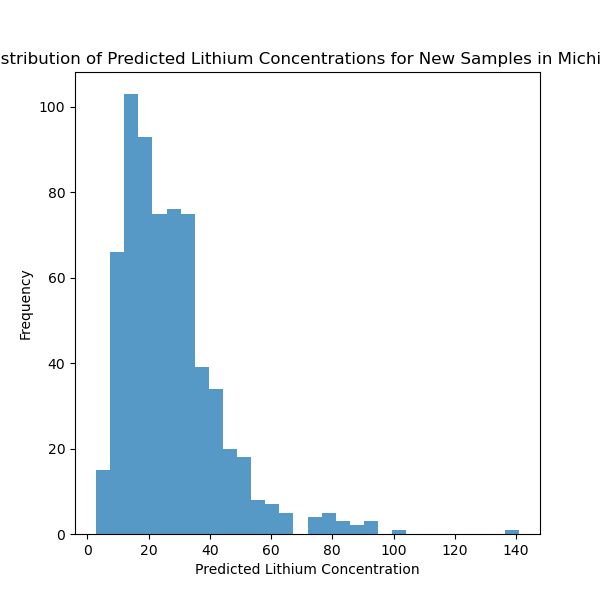 stribution of Predicted Lithium Concentrations for New Samples in Michi
100
80
60
40
20
0
Frequency
0 20 40 60 80 100 120 140
Predicted Lithium Concentration